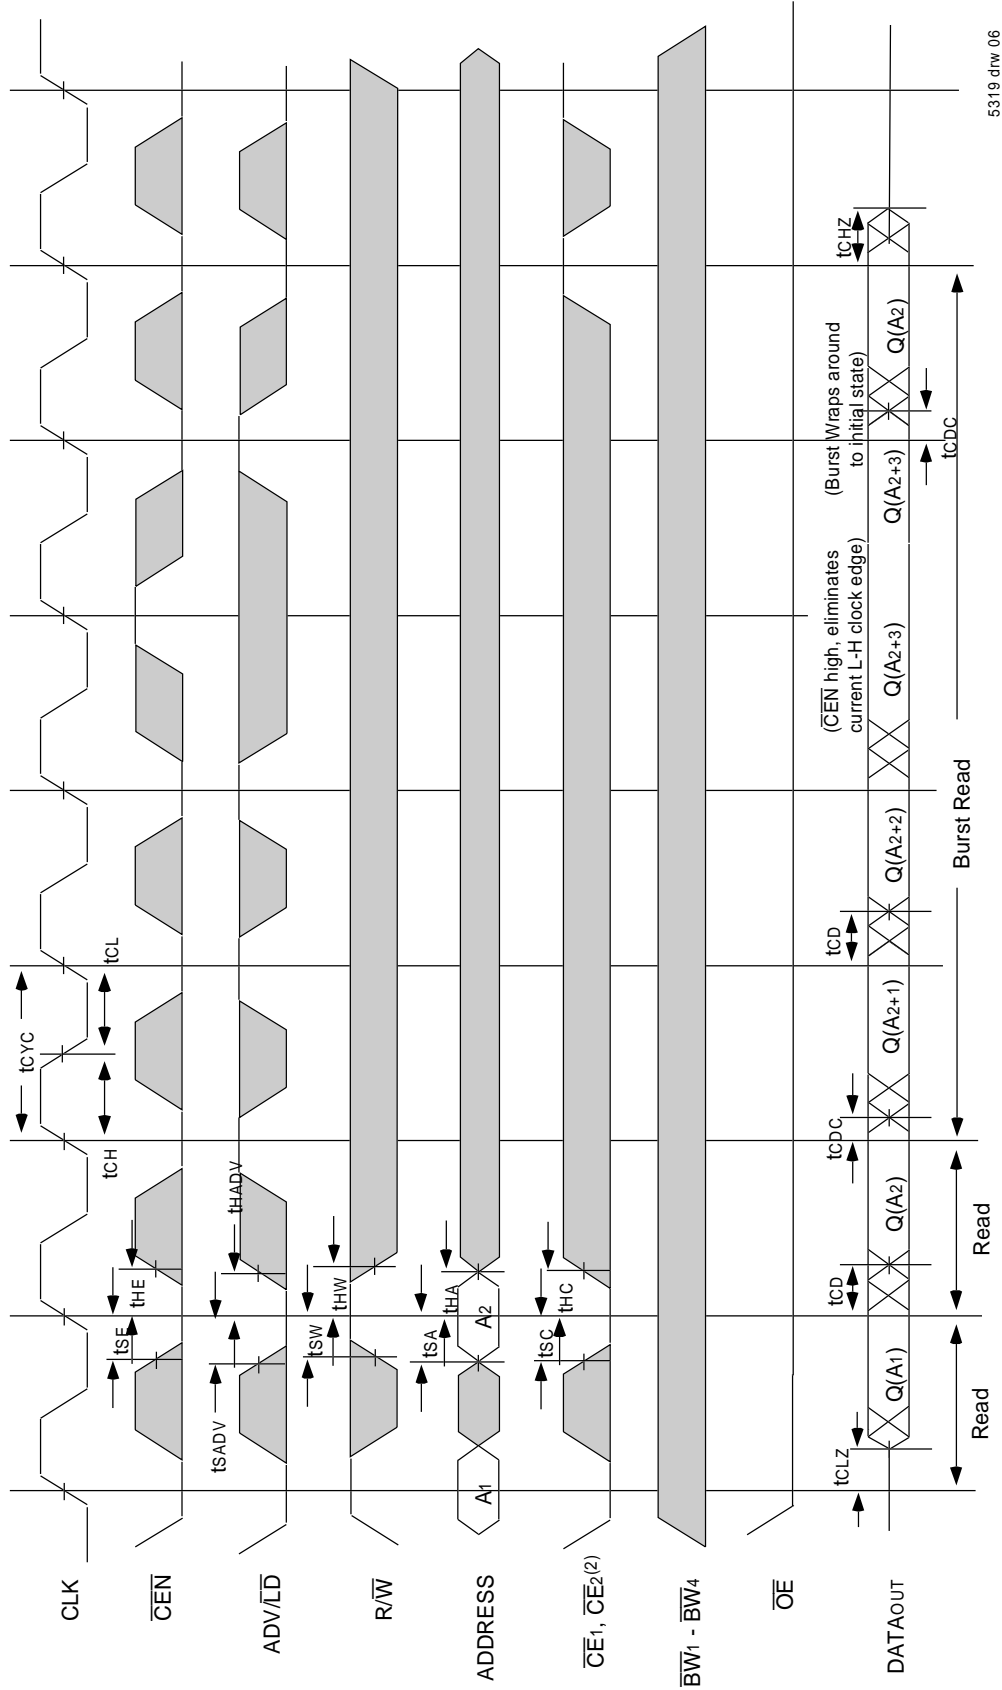 CLK
tCYC
tCH
tCL
CEN
tSE
tHE
ADV/LD
tSADV
tHADV
R/W
tSW
tHW
ADDRESS
A1
A2
tSA
tHA
CE1, CE2(2)
tSC
tHC
BW1 - BW4
OE
DATAOUT
tCLZ
tCD
tCDC
tCD
(CEN high, eliminates
current L-H clock edge)
(Burst Wraps around
to initial state)
tCHZ
Q(A1)
Q(A2)
Q(A2+1)
Q(A2+2)
Q(A2+3)
Q(A2+3)
Q(A2)
tCDC
Read
Read
Burst Read
5319 drw 06